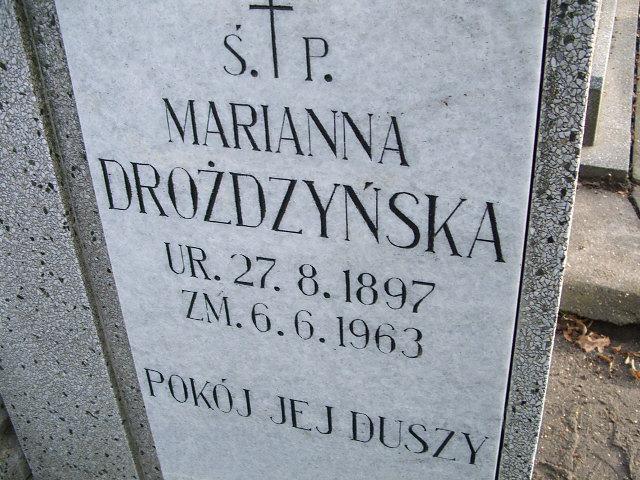 Ś. P.
MARIANNA
DROŻDZYŃSKA
UR. 27. 8. 1897
ZM. 6. 6. 1963
POKÓJ JEJ DUSZY